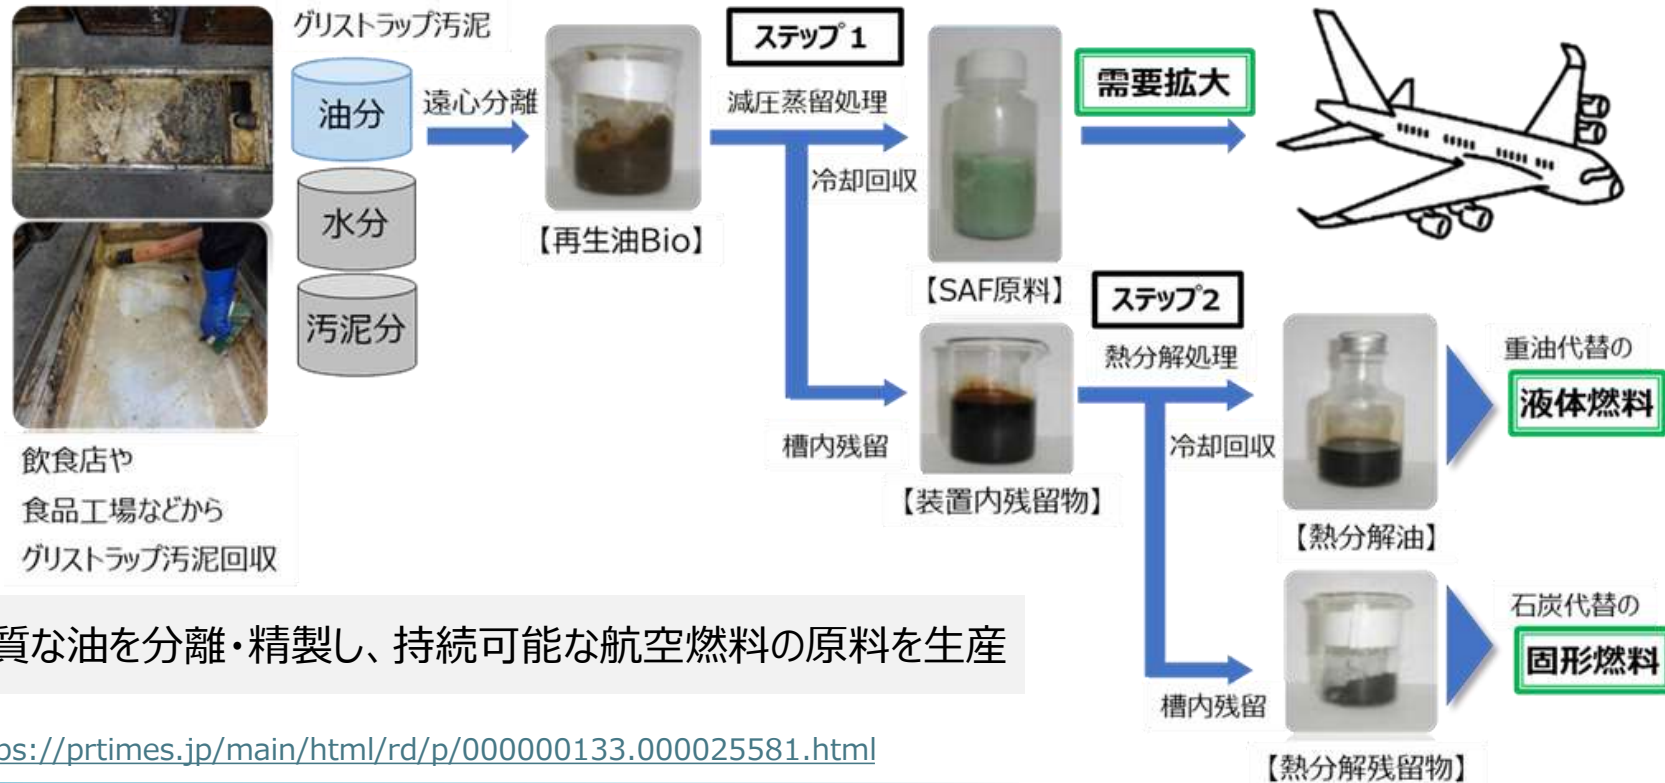 グリストラップ汚泥
油分
水分
汚泥分
遠心分離
【再生油Bio】
ステップ1
減圧蒸留処理
冷却回収
【SAF原料】
需要拡大
槽内残留
【装置内残留物】
ステップ2
熱分解処理
冷却回収
【熱分解油】
重油代替の
液体燃料
槽内残留
【熱分解残留物】
石炭代替の
固形燃料
飲食店や
食品工場などから
グリストラップ汚泥回収
質な油を分離・精製し、持続可能な航空燃料の原料を生産
ps://prtimes.jp/main/html/rd/p/000000133.000025581.html